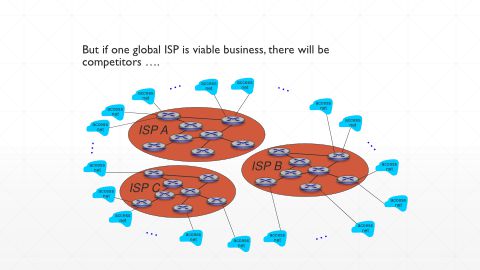 But if one global ISP is viable business, there will be
competitors ….
access
net
access
net
access
net
access
net
access
net
access
net
access
net
ISP A
access
net
access
net
ISP B
ISP C
access
net
access
net
access
net
access
net
access
net
access
net
access
net